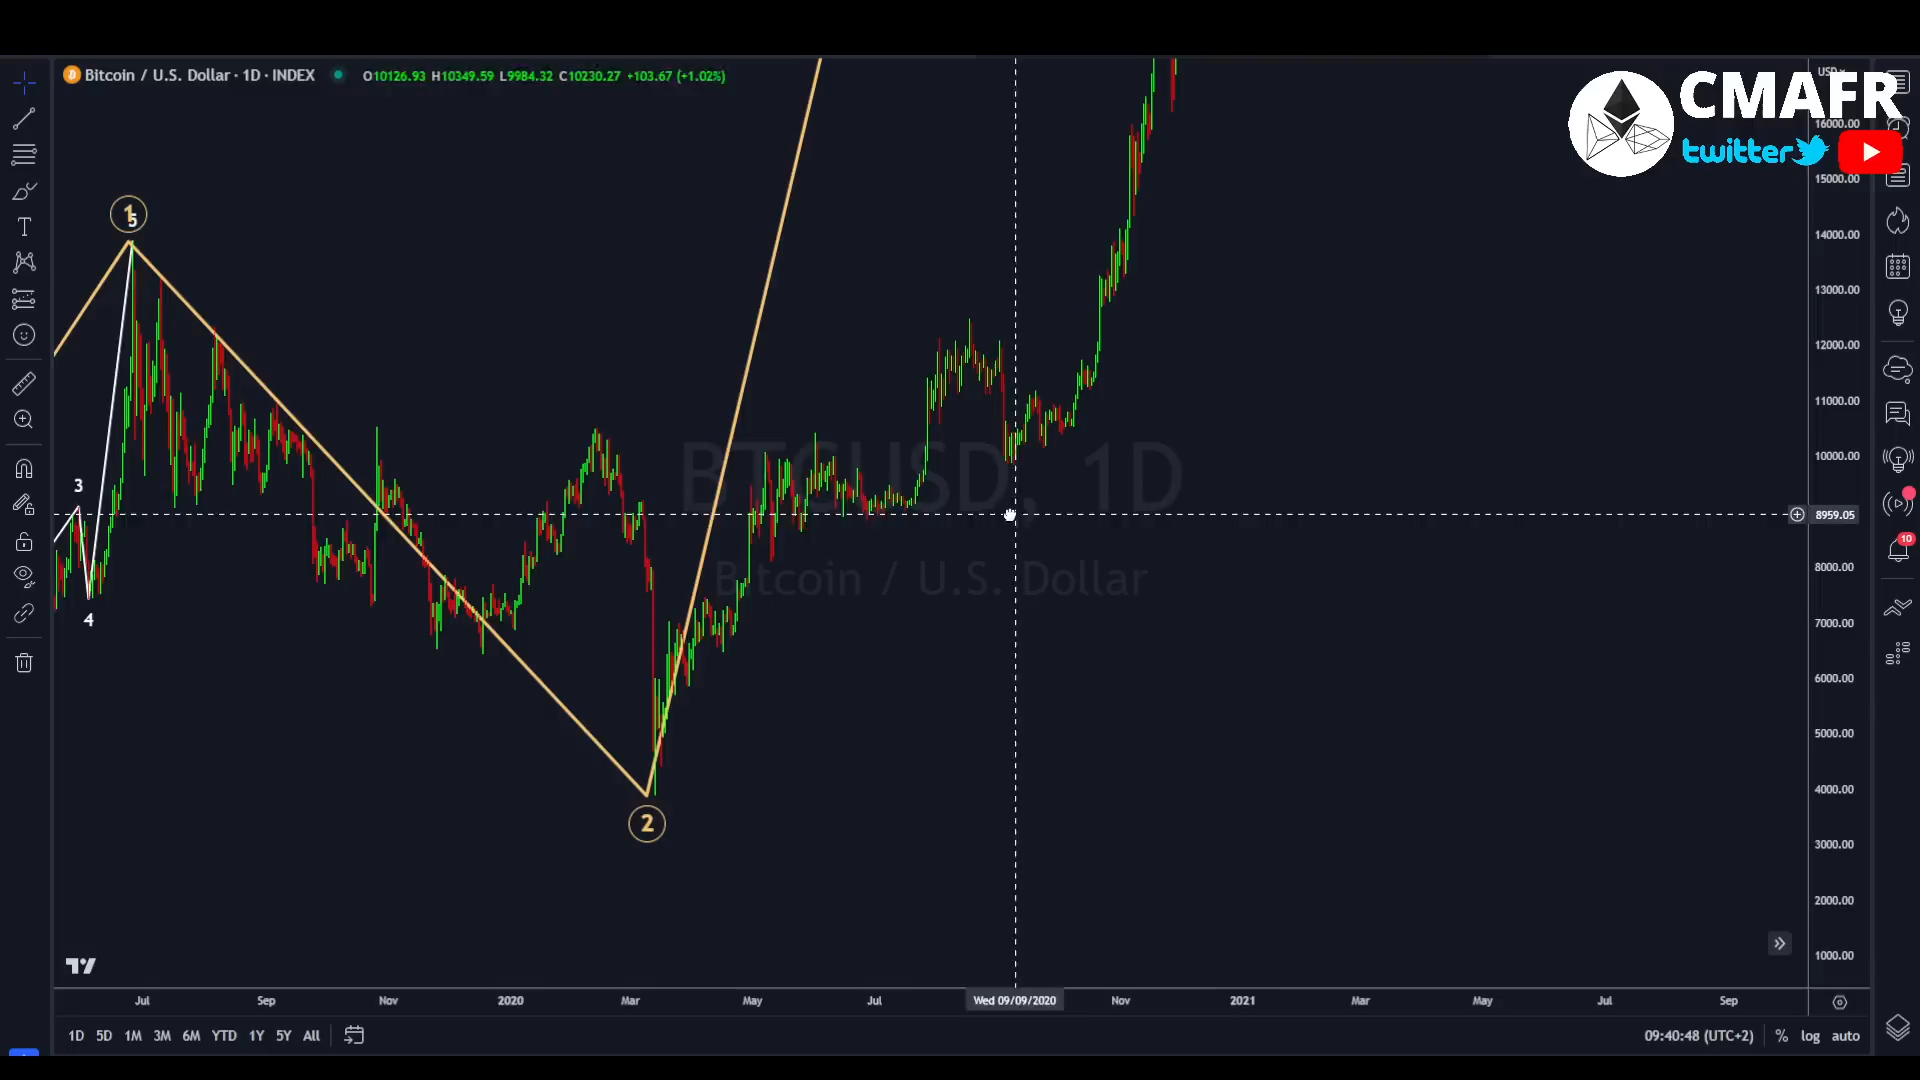 Bitcoin / U.S. Dollar · 1D · INDEX O10126.93 H10349.59 L9984.32 C10230.27 +103.67 (+1.02%)
USD
CMAFR
twitter
16000.00
15000.00
14000.00
13000.00
12000.00
11000.00
10000.00
8959.05
8000.00
7000.00
6000.00
5000.00
4000.00
3000.00
2000.00
1000.00
1
5
3
4
2
BTCUSD, 1D
Bitcoin / U.S. Dollar
10
Jul Sep Nov 2020 Mar May Jul Wed 09/09/2020 Nov 2021 Mar May Jul Sep
1D 5D 1M 3M 6M YTD 1Y 5Y All
09:40:48 (UTC+2) % log auto